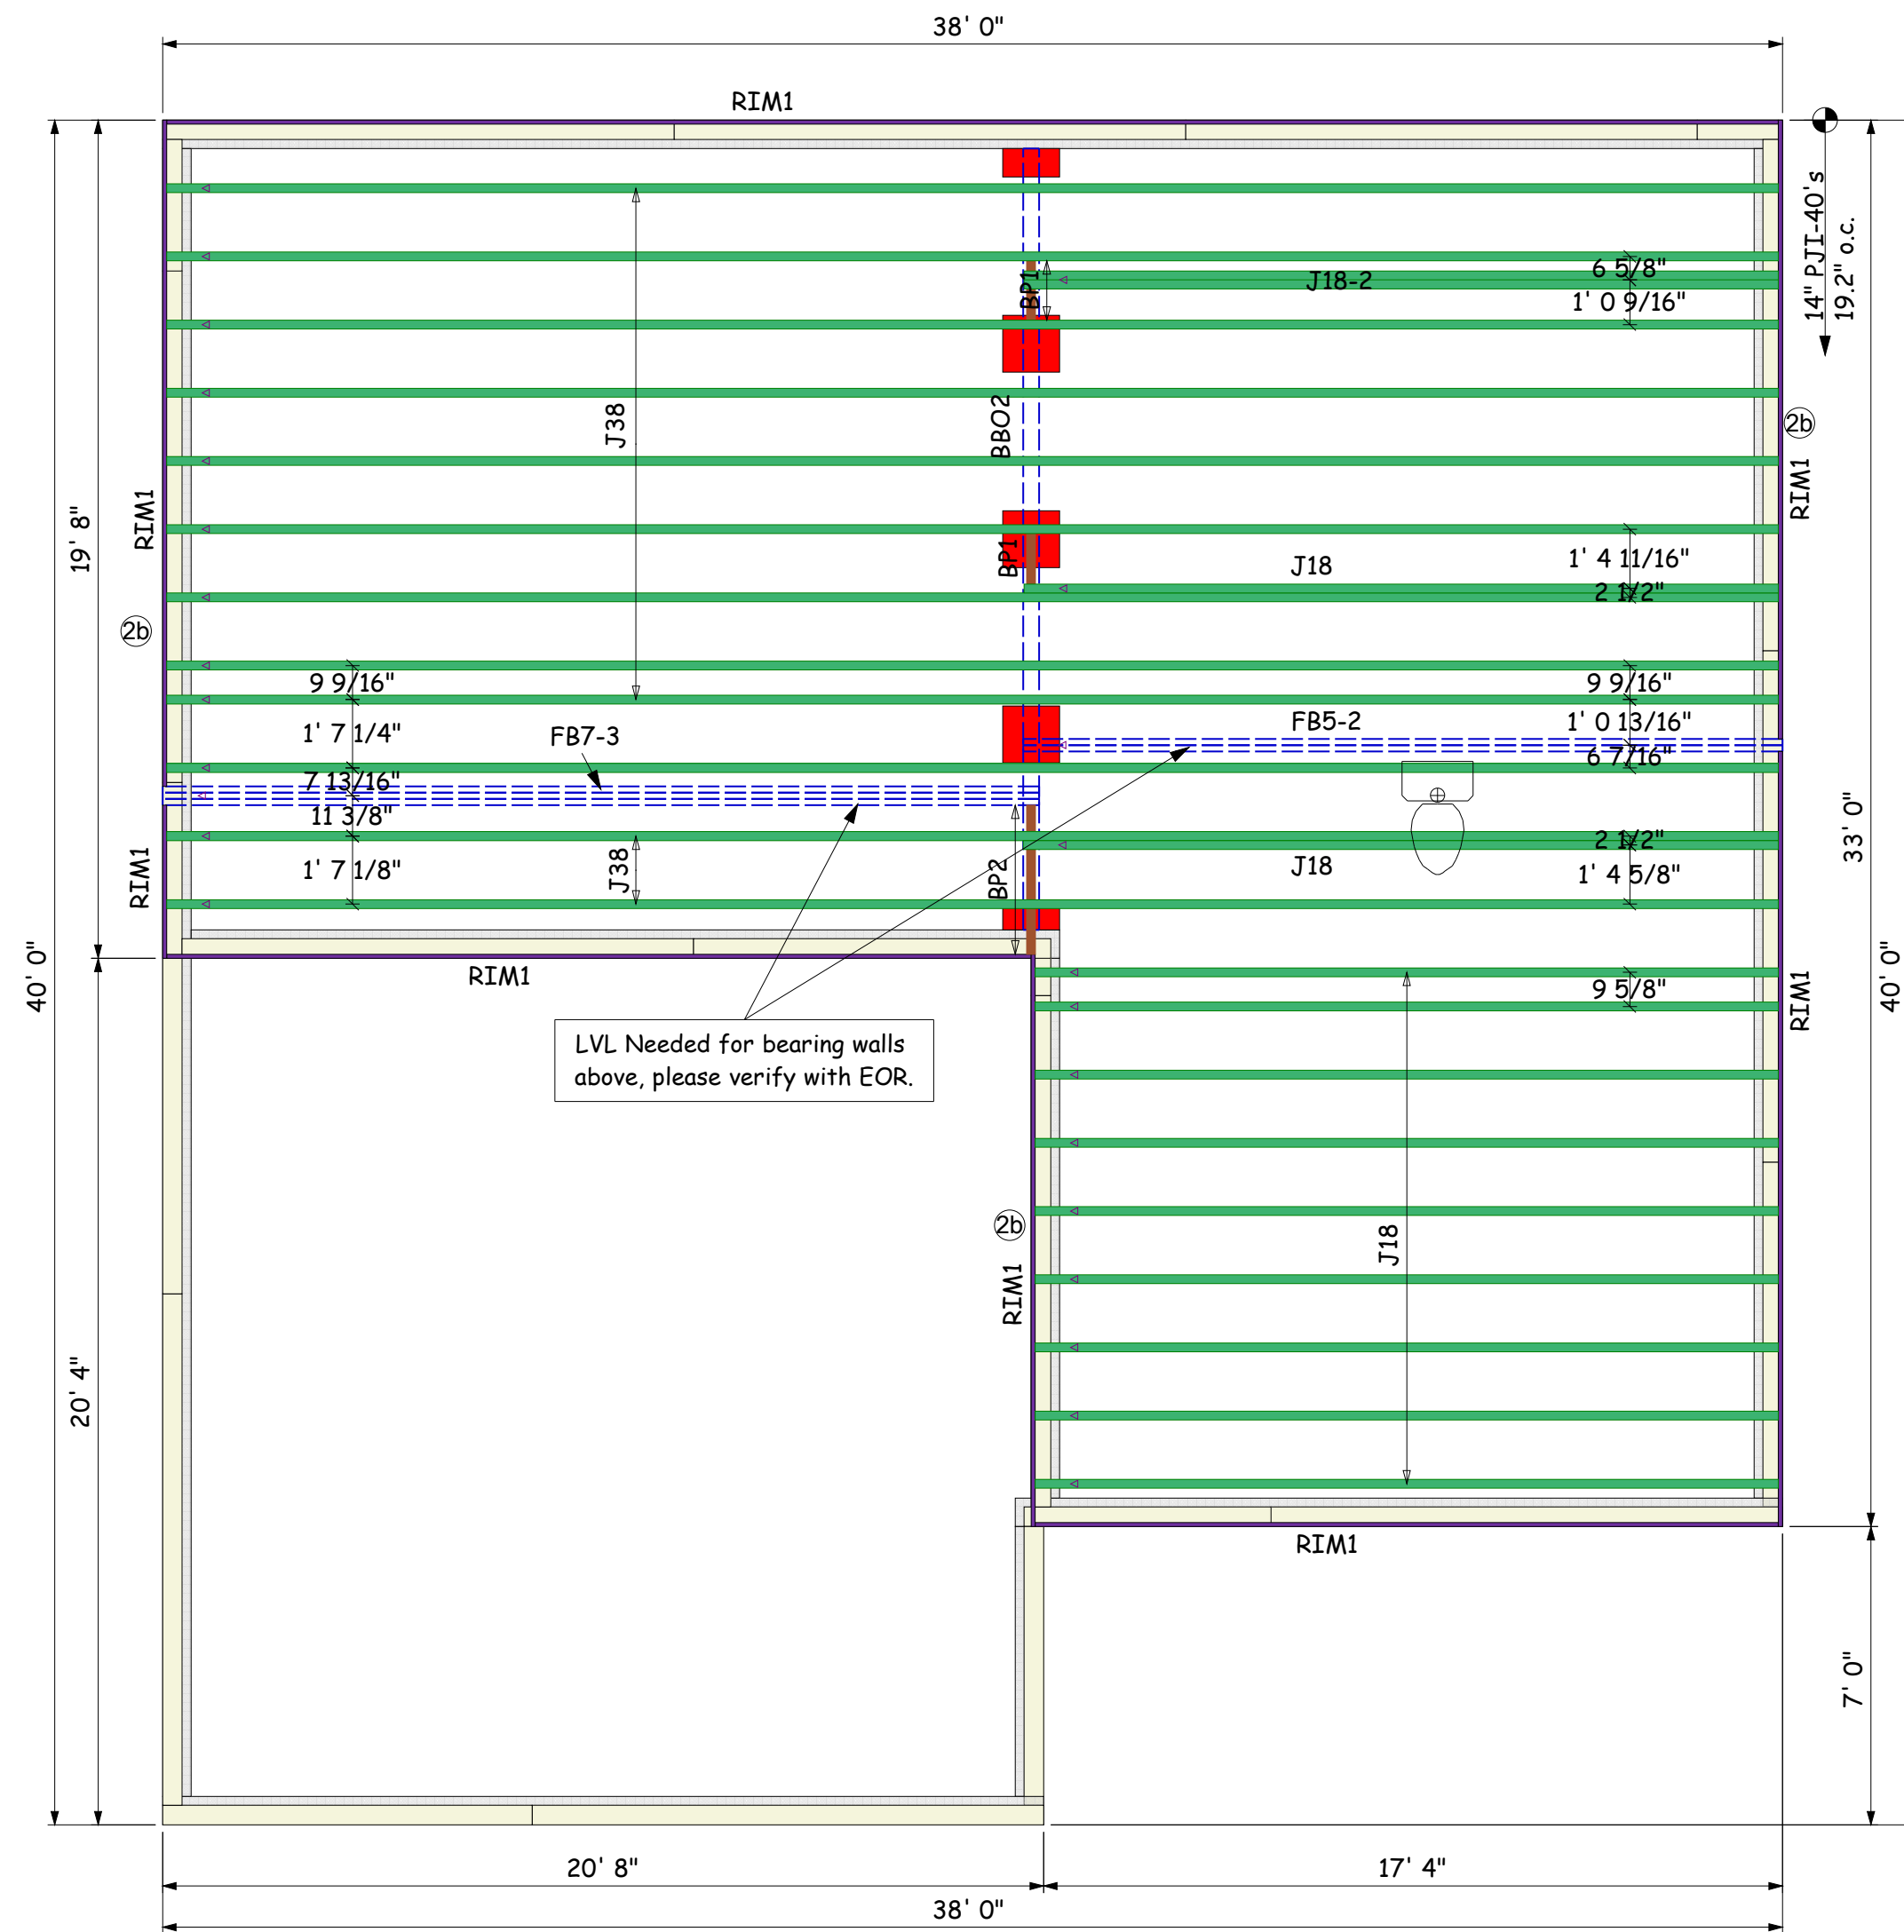 38' 0"
RIM1
14" PJI-40's
19.2" o.c.
6 5/8"
BP1
J18-2
1' 0 9/16"
J38
BBO2
2b
RIM1
RIM1
19' 8"
BP1
J18
1' 4 11/16"
2 1/2"
2b
9 9/16"
9 9/16"
1' 7 1/4"
FB7-3
FB5-2
1' 0 13/16"
6 7/16"
7 13/16"
11 3/8"
33' 0"
RIM1
1' 7 1/8"
J38
BP2
J18
2 1/2"
1' 4 5/8"
40' 0"
RIM1
9 5/8"
RIM1
40' 0"
LVL Needed for bearing walls
above, please verify with EOR.
2b
J18
RIM1
20' 4"
RIM1
7' 0"
20' 8"
17' 4"
38' 0"